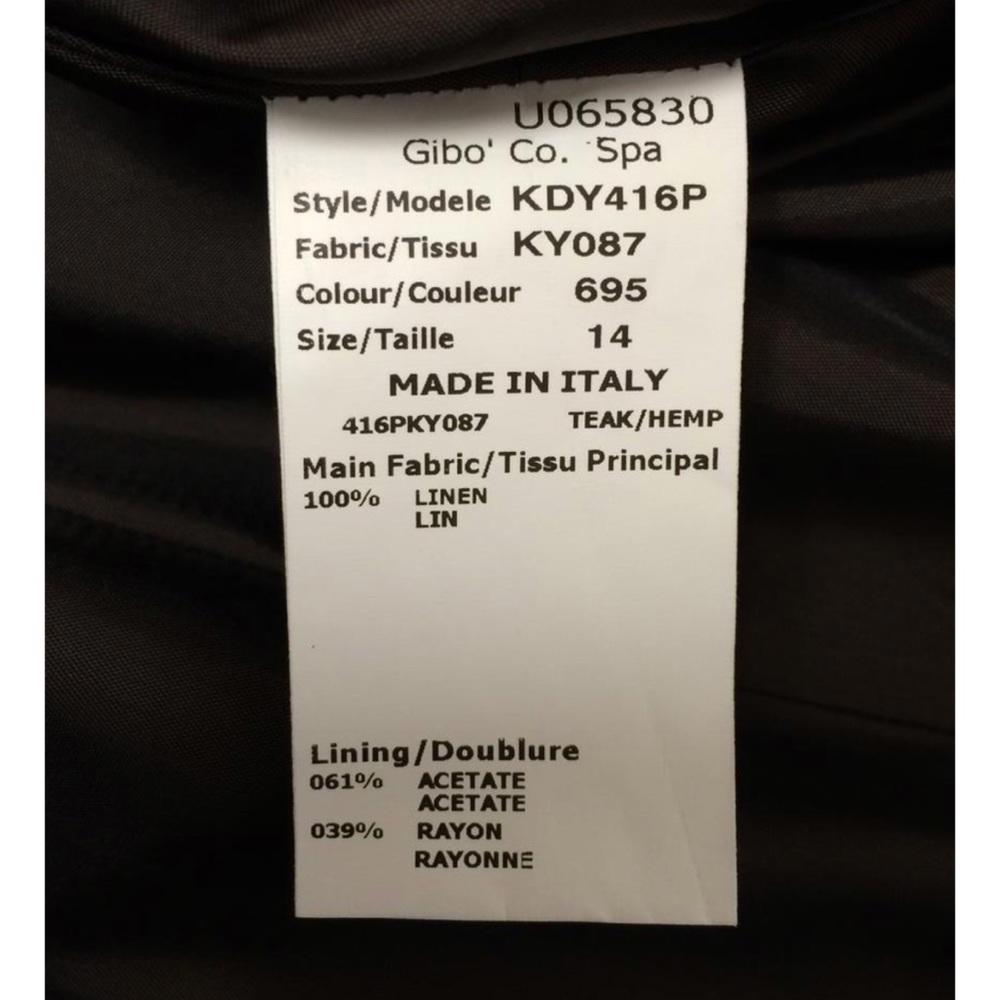 U065830
Gibo' Co. Spa
Style/Modele KDY416P
Fabric/Tissu KY087
Colour/Couleur 695
Size/Taille 14
MADE IN ITALY
416PKY087 TEAK/HEMP
Main Fabric/Tissu Principal
100% LINEN
LIN
Lining/Doublure
061% ACETATE
ACETATE
039% RAYON
RAYONNE